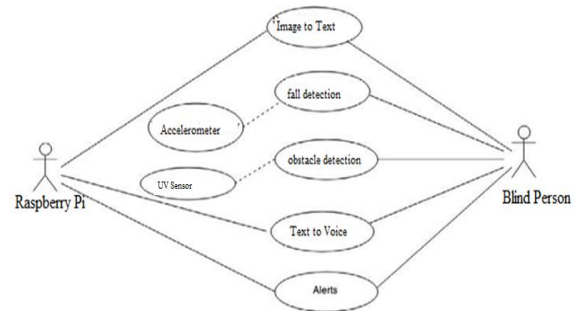 Image to Text
fall detection
Accelerometer
obstacle detection
UV Sensor
Raspberry Pi
Blind Person
Text to Voice
Alerts